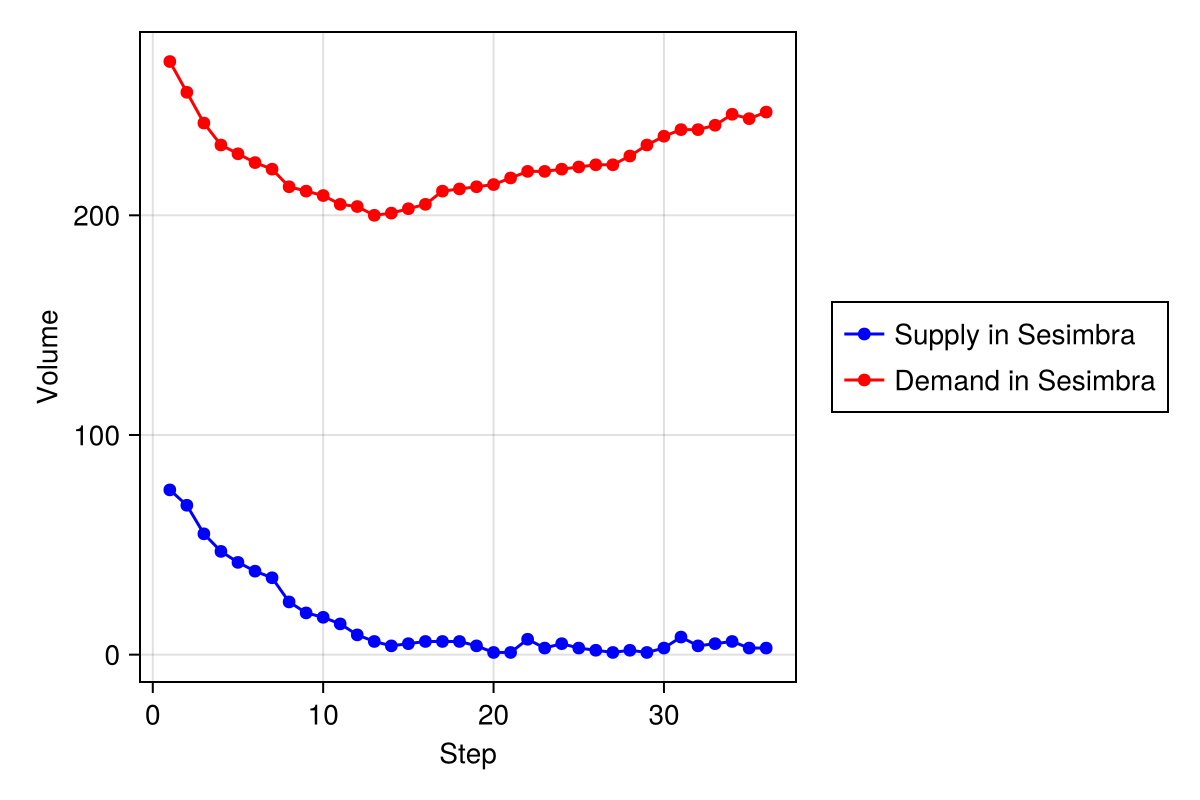 Volume
200
100
0
0 10 20 30
Step
Supply in Sesimbra
Demand in Sesimbra